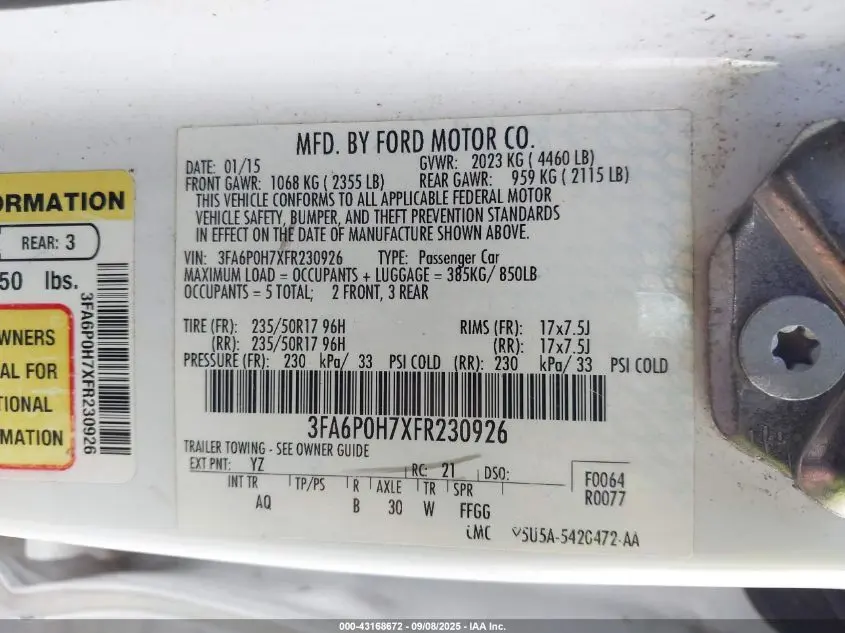 ORMATION
REAR: 3
50 lbs.
WNERS
AL FOR
TIONAL
RMATION
3FA6P0H7XFR230926
MFD. BY FORD MOTOR CO.
DATE: 01/15 GVWR: 2023 KG ( 4460 LB)
FRONT GAWR: 1068 KG ( 2355 LB) REAR GAWR: 959 KG ( 2115 LB)
THIS VEHICLE CONFORMS TO ALL APPLICABLE FEDERAL MOTOR
VEHICLE SAFETY, BUMPER, AND THEFT PREVENTION STANDARDS
IN EFFECT ON THE DATE OF MANUFACTURE SHOWN ABOVE.
VIN: 3FA6P0H7XFR230926 TYPE: Passenger Car
MAXIMUM LOAD = OCCUPANTS + LUGGAGE = 385KG/ 850LB
OCCUPANTS = 5 TOTAL; 2 FRONT, 3 REAR
TIRE (FR): 235/50R17 96H RIMS (FR): 17x7.5J
(RR): 235/50R17 96H (RR): 17x7.5J
PRESSURE (FR): 230 kPa/ 33 PSI COLD (RR): 230 kPa/ 33 PSI COLD
3FA6P0H7XFR230926
TRAILER TOWING - SEE OWNER GUIDE
EXT PNT: YZ RC: 21 DSO: F0064
INT TR TP/PS R AXLE TR SPR R0077
AQ B 30 W FFGG
5U5A-5420472-AA
000-43168672 - 09/08/2025 - IAA Inc.